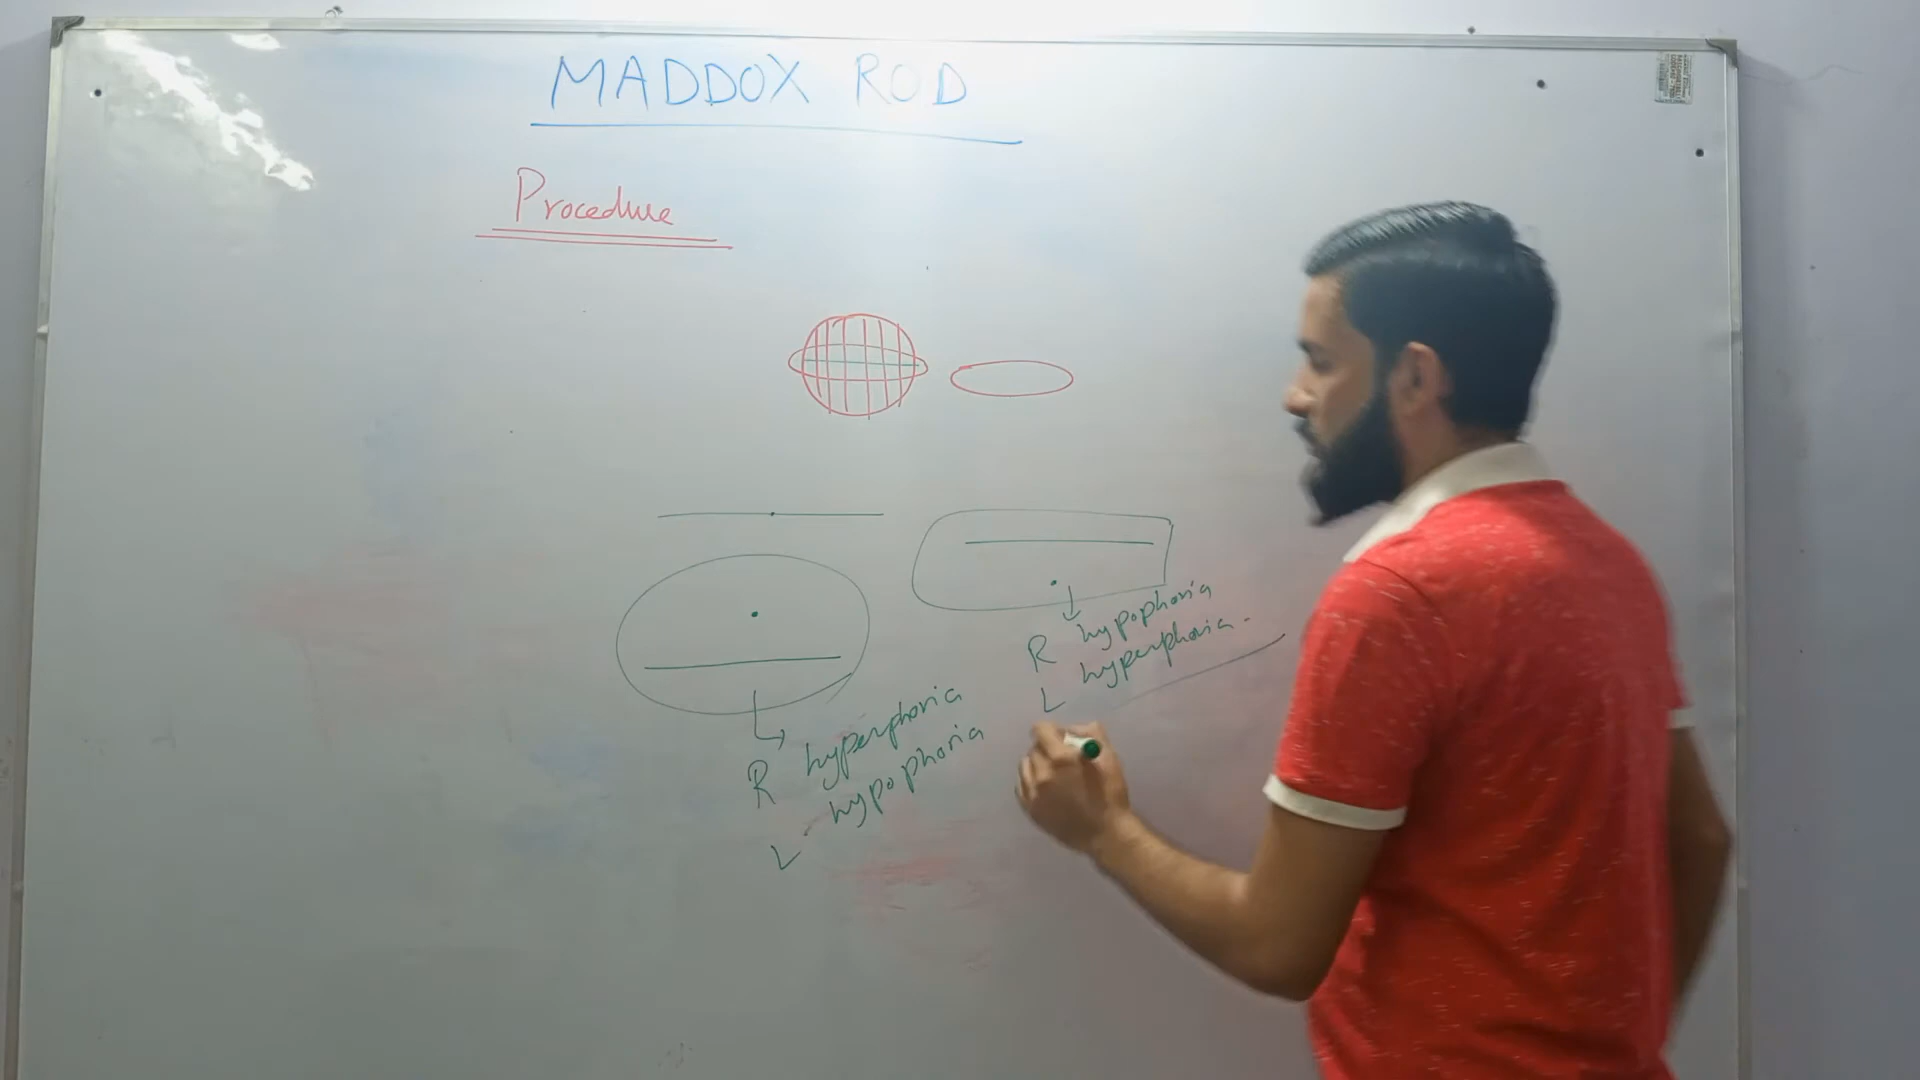 MADDOX ROD
Procedure
R hyperphoria
L hypophoria
R hypophoria
L hyperphoria